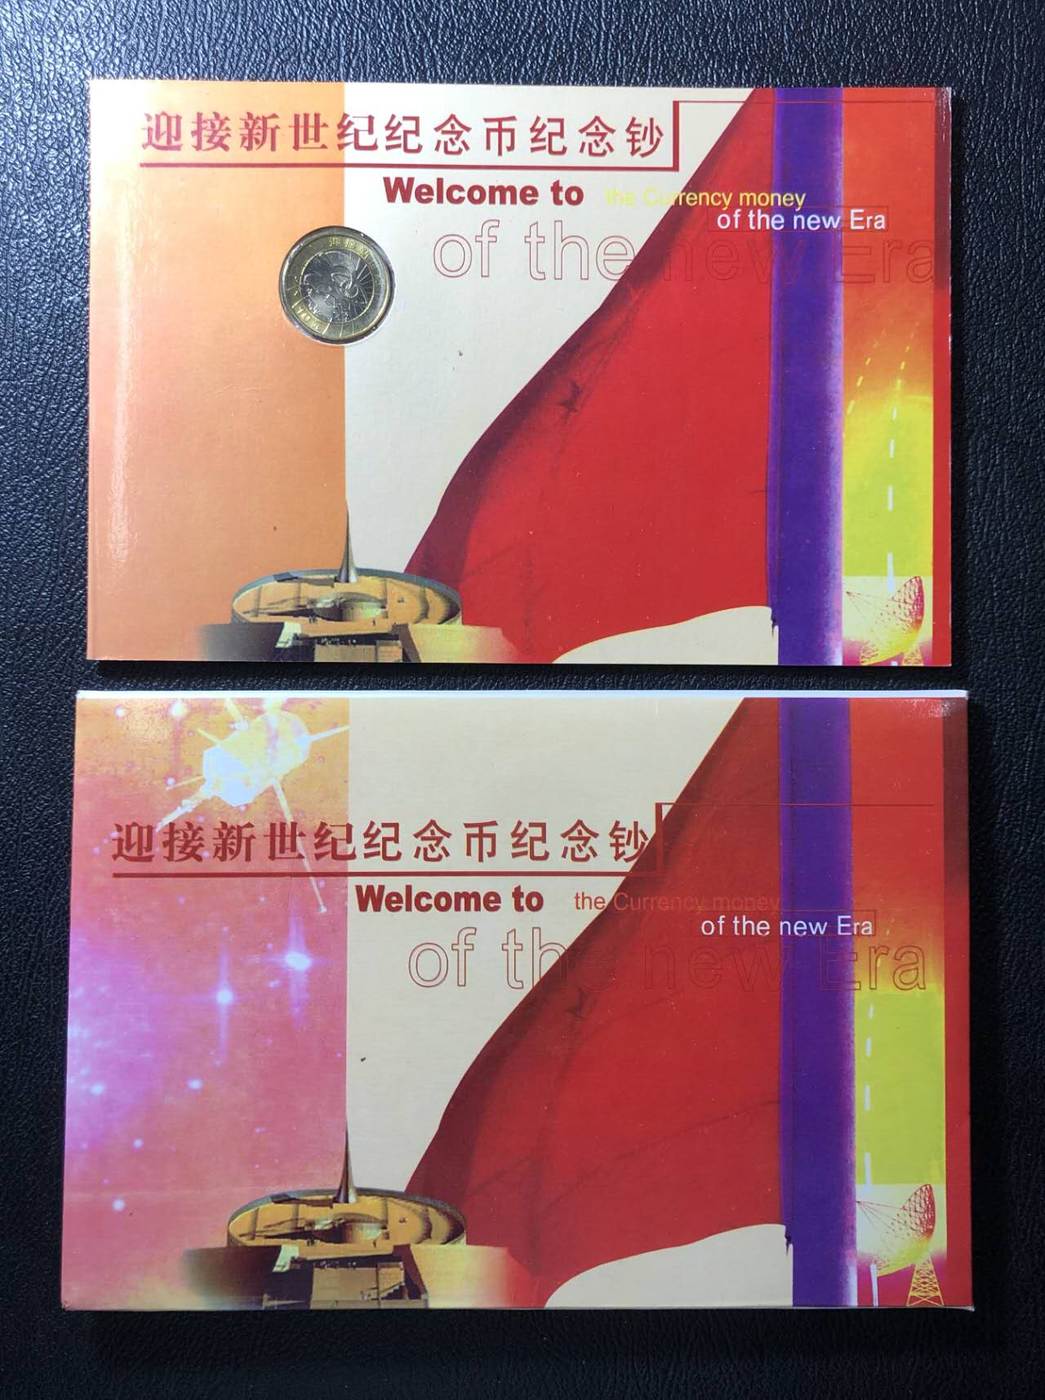 迎接新世纪纪念币纪念钞
Welcome to the Currency money
of the new Era
of the new Era
迎接新世纪纪念币纪念钞
Welcome to the Currency money
of the new Era
of the new Era